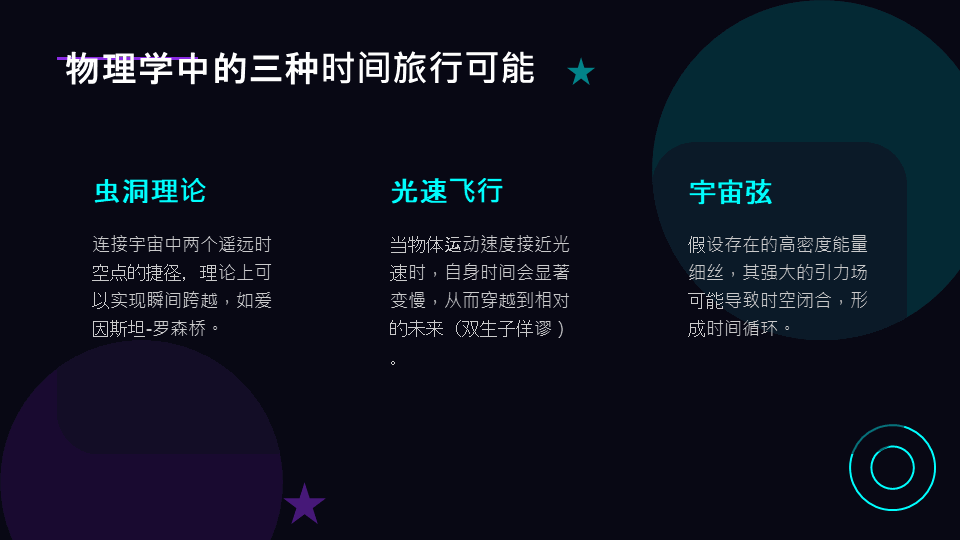 物理学中的三种时间旅行可能
虫洞理论
连接宇宙中两个遥远时
空点的捷径，理论上可
以实现瞬间跨越，如爱
因斯坦-罗森桥。
光速飞行
当物体运动速度接近光
速时，自身时间会显著
变慢，从而穿越到相对
的未来（双生子佯谬）
。
宇宙弦
假设存在的高密度能量
细丝，其强大的引力场
可能导致时空闭合，形
成时间循环。